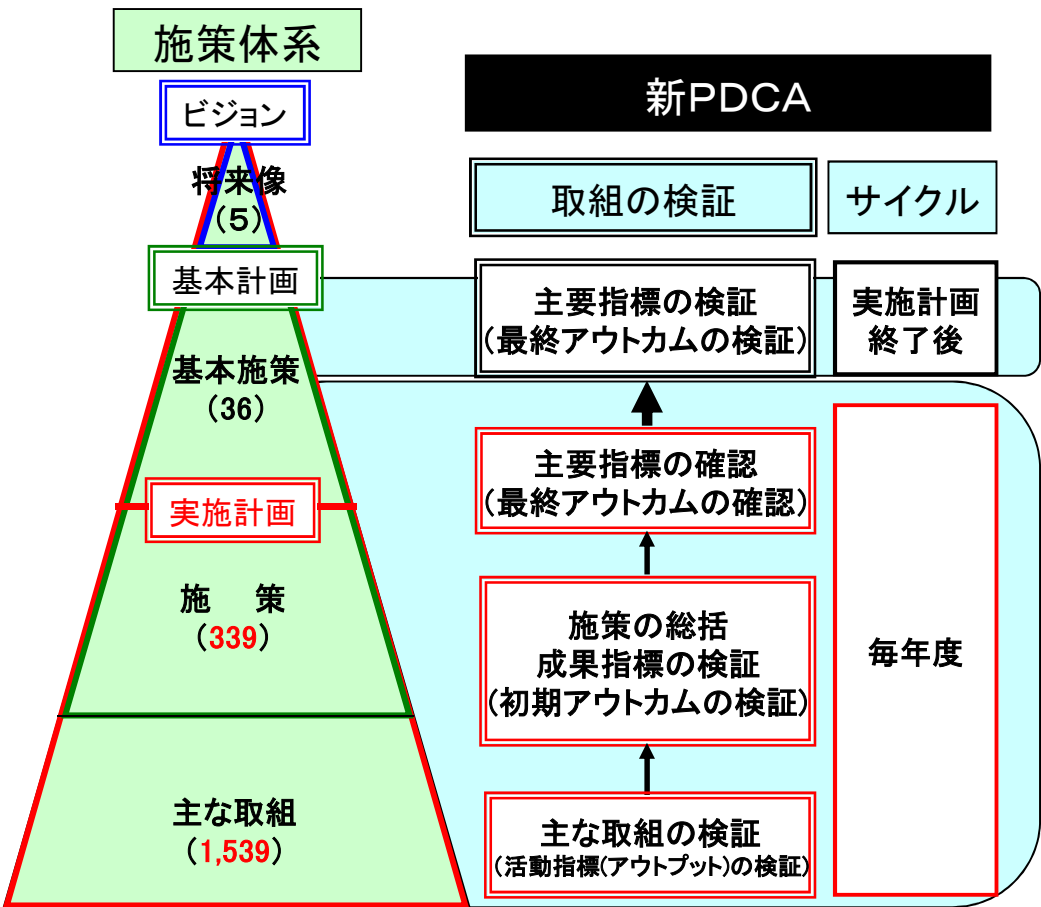 施策体系
ビジョン
将来像
(5)
基本計画
基本施策
(36)
実施計画
施　策
(339)
主な取組
(1,539)
新PDCA
取組の検証
サイクル
主要指標の検証
(最終アウトカムの検証)
実施計画
終了後
主要指標の確認
(最終アウトカムの確認)
施策の総括
成果指標の検証
(初期アウトカムの検証)
主な取組の検証
(活動指標(アウトプット)の検証)
毎年度